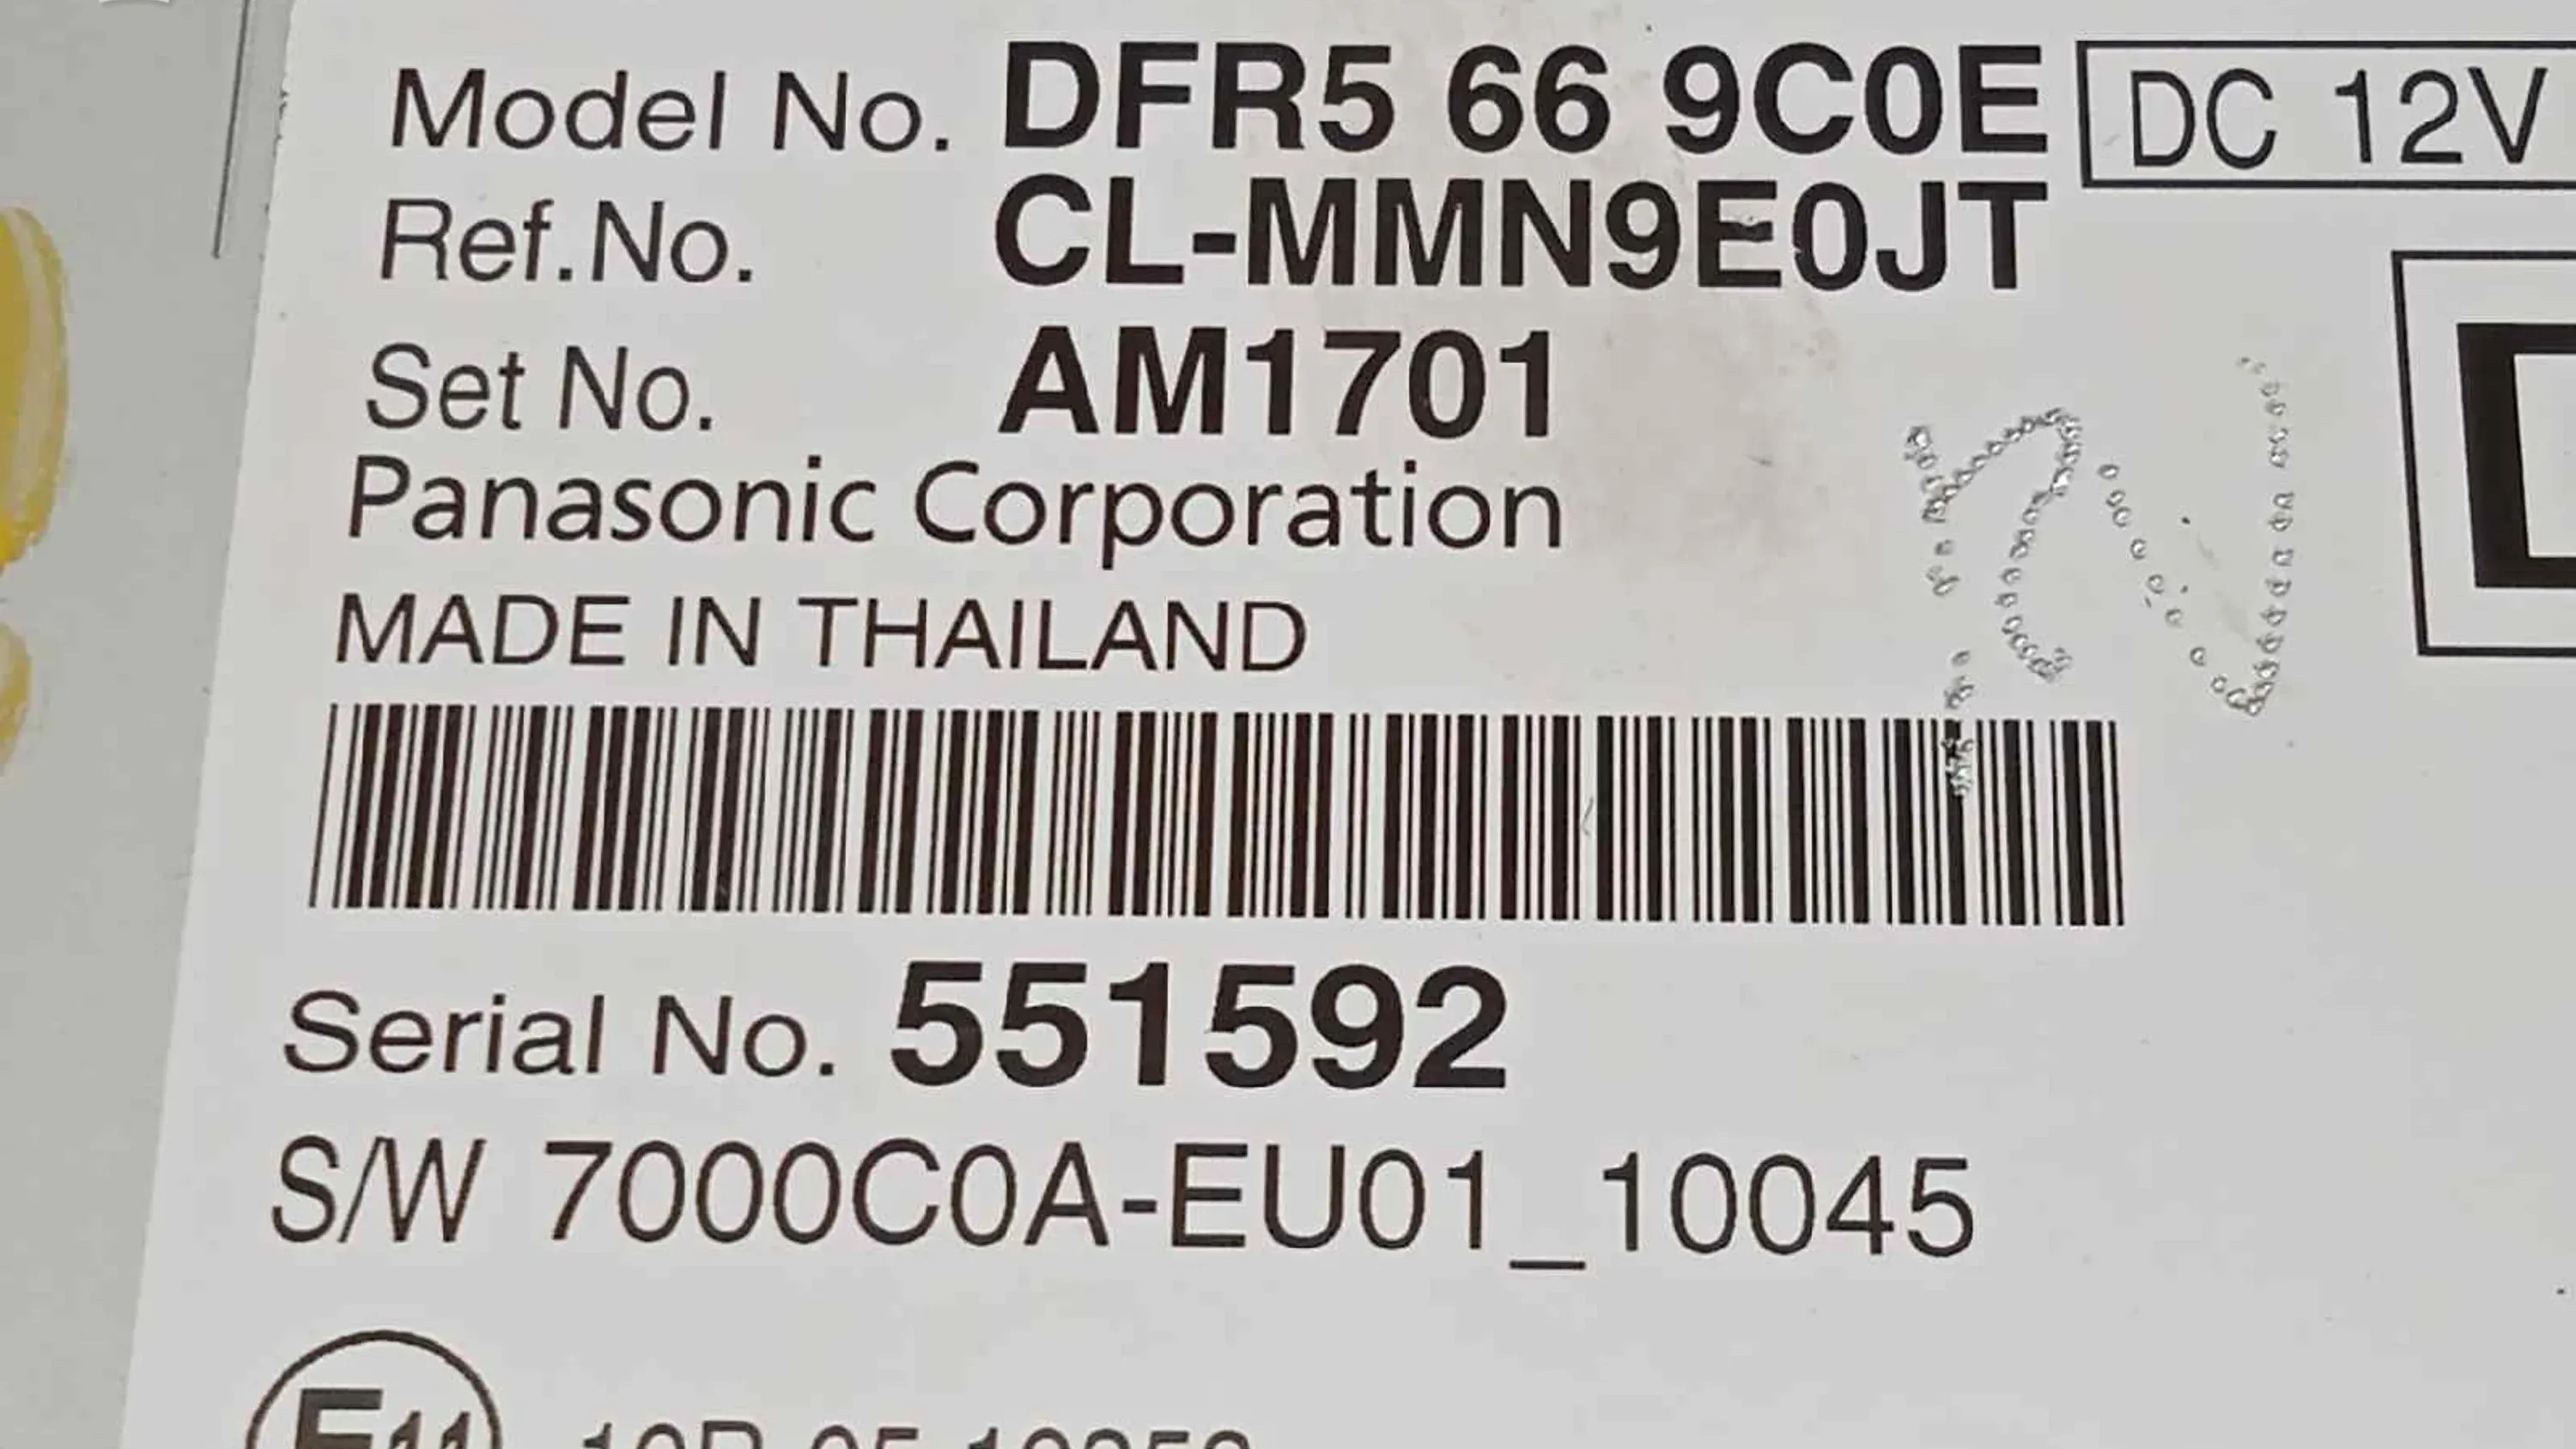 Model No. DFR5 66 9C0E DC 12V
Ref.No. CL-MMN9E0JT
Set No. AM1701
Panasonic Corporation
MADE IN THAILAND
Serial No. 551592
S/W 7000C0A-EU01_10045
E11